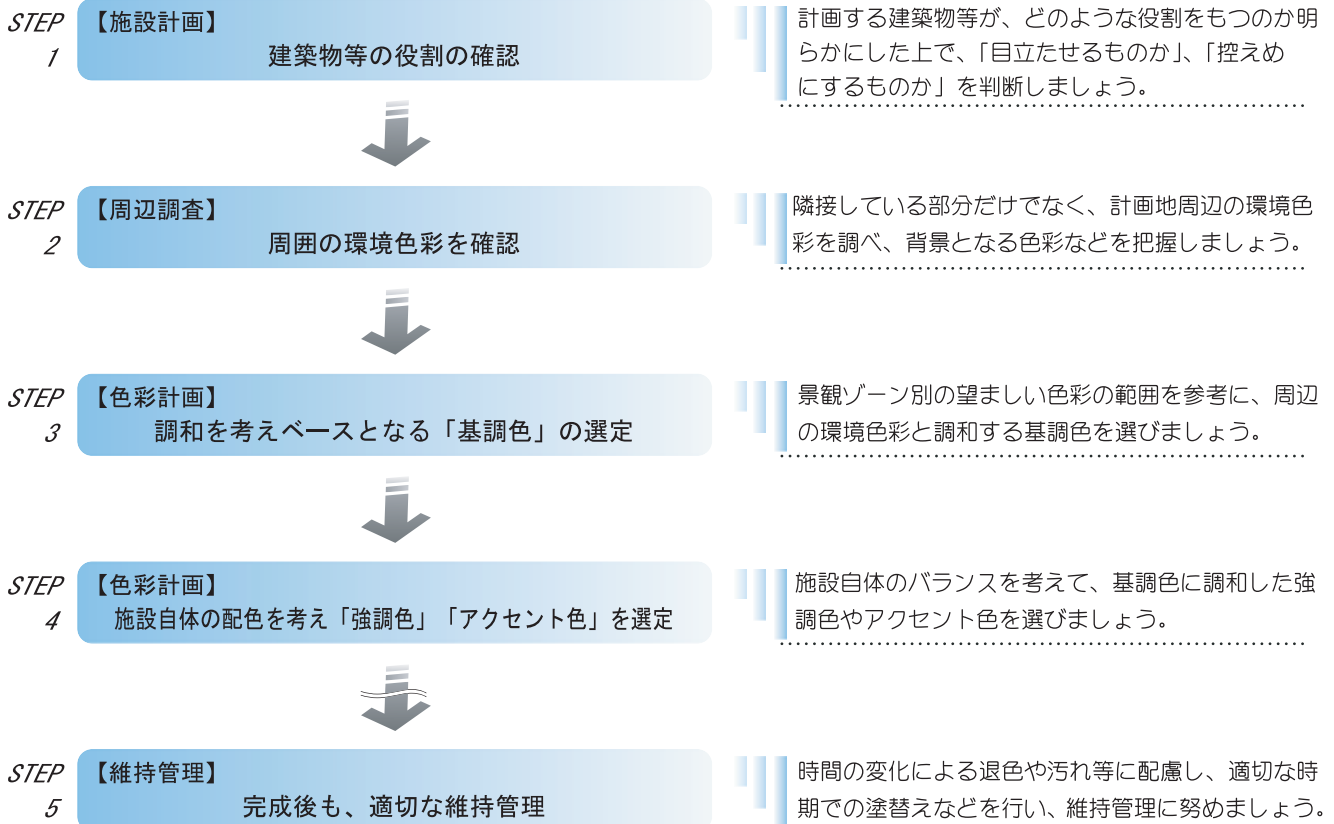 STEP
1
【施設計画】
建築物等の役割の確認
計画する建築物等が、どのような役割をもつのか明
らかにした上で、「目立たせるものか」、「控えめ
にするものか」を判断しましょう。
STEP
2
【周辺調査】
周囲の環境色彩を確認
隣接している部分だけでなく、計画地周辺の環境色
彩を調べ、背景となる色彩などを把握しましょう。
STEP
3
【色彩計画】
調和を考えベースとなる「基調色」の選定
景観ゾーン別の望ましい色彩の範囲を参考に、周辺
の環境色彩と調和する基調色を選びましょう。
STEP
4
【色彩計画】
施設自体の配色を考え「強調色」「アクセント色」を選定
施設自体のバランスを考えて、基調色に調和した強
調色やアクセント色を選びましょう。
STEP
5
【維持管理】
完成後も、適切な維持管理
時間の変化による退色や汚れ等に配慮し、適切な時
期での塗替えなどを行い、維持管理に努めましょう。